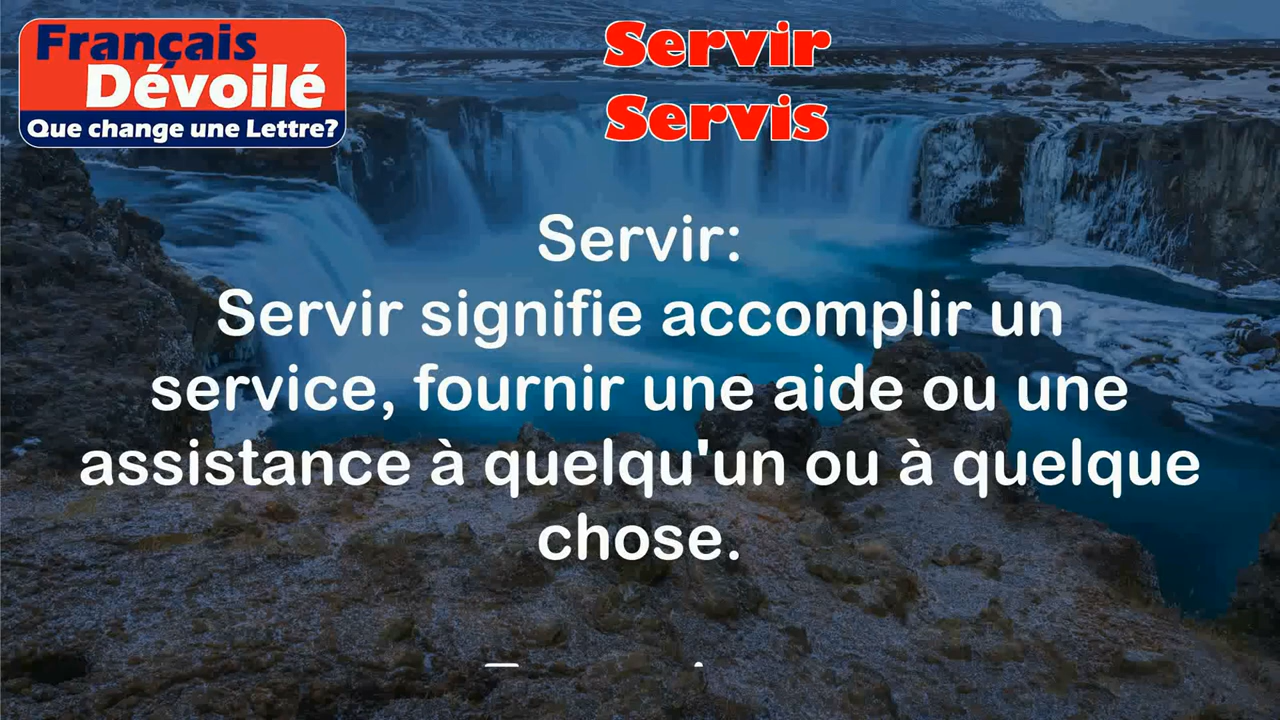 Français
Dévoilé
Que change une Lettre?
Servir
Servis
Servir:
Servir signifie accomplir un
service, fournir une aide ou une
assistance à quelqu'un ou à quelque
chose.